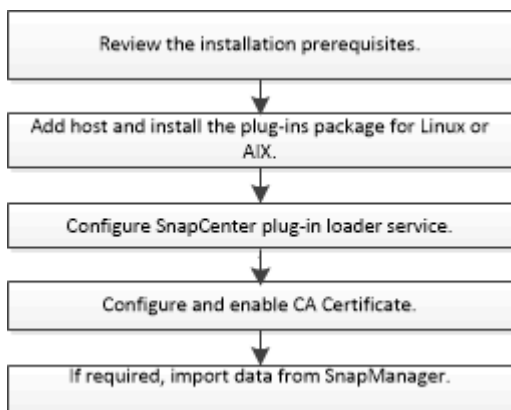 Review the installation prerequisites.
Add host and install the plug-ins package for Linux or
AIX.
Configure SnapCenter plug-in loader service.
Configure and enable CA Certificate.
If required, import data from SnapManager.